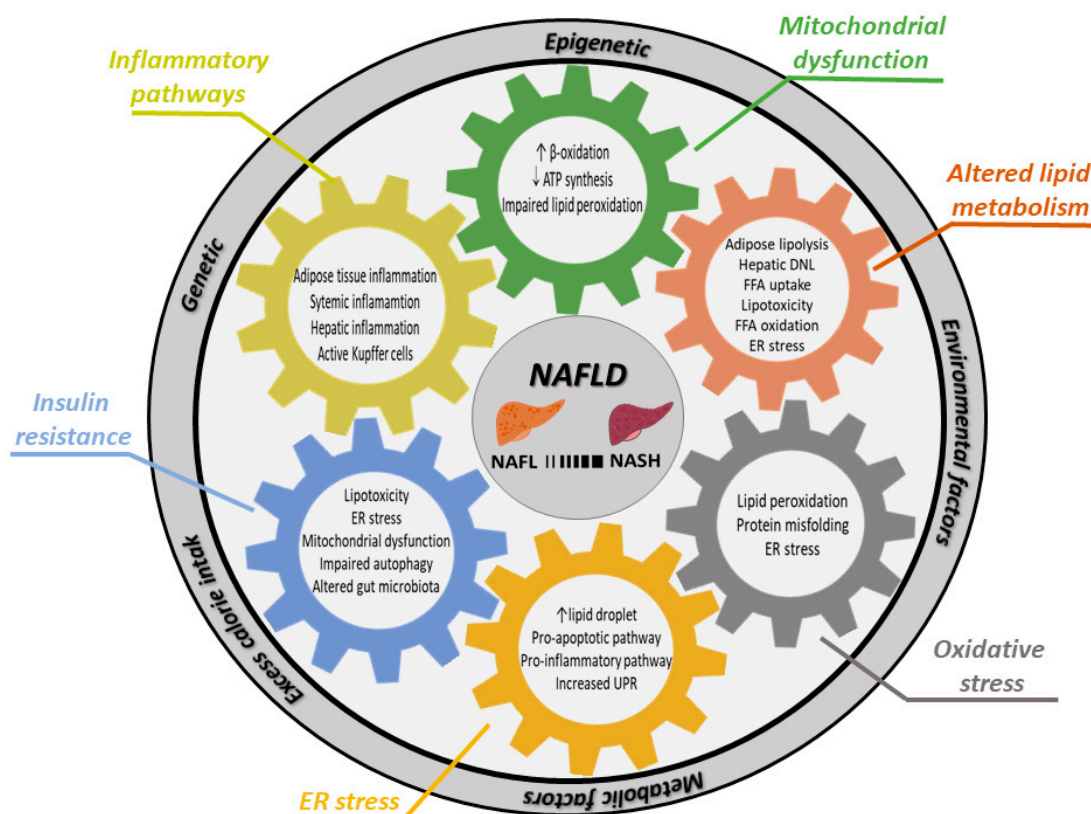 Epigenetic
Mitochondrial
dysfunction
Inflammatory
pathways
↑ β-oxidation
↓ ATP synthesis
Impaired lipid peroxidation
Altered lipid
metabolism
Adipose lipolysis
Hepatic DNL
FFA uptake
Lipotoxicity
FFA oxidation
ER stress
Genetic
Adipose tissue inflammation
Sytemic inflamamtion
Hepatic inflammation
Active Kupffer cells
NAFLD
NAFL
NASH
Environmental factors
Insulin
resistance
Lipotoxicity
ER stress
Mitochondrial dysfunction
Impaired autophagy
Altered gut microbiota
Lipid peroxidation
Protein misfolding
ER stress
Excess calorie intak
↑lipid droplet
Pro-apoptotic pathway
Pro-inflammatory pathway
Increased UPR
Oxidative
stress
Metabolic factors
ER stress